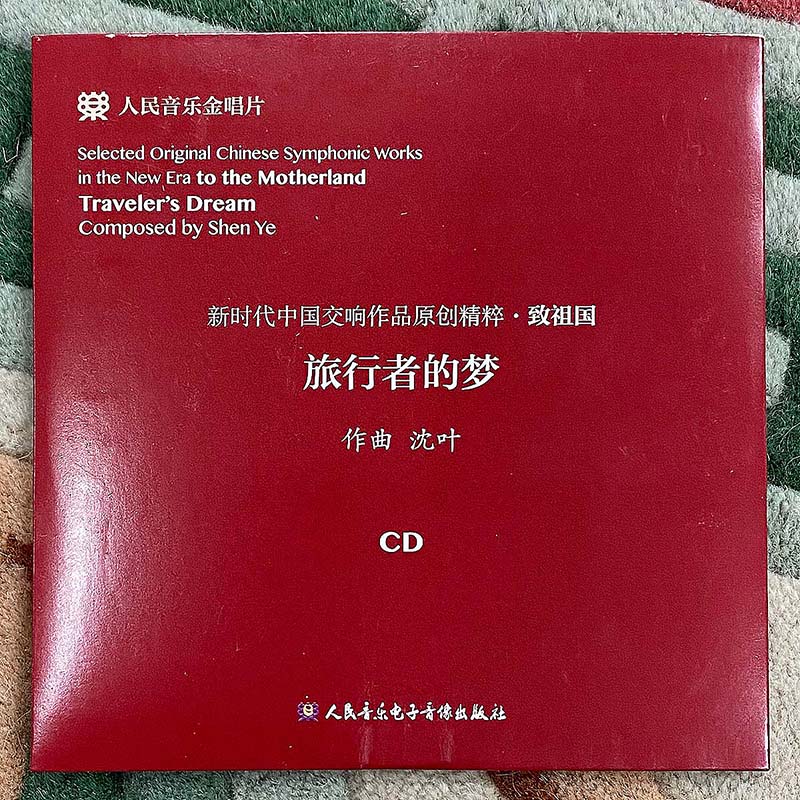 人民音乐金唱片
Selected Original Chinese Symphonic Works
in the New Era to the Motherland
Traveler's Dream
Composed by Shen Ye
新时代中国交响作品原创精粹·致祖国
旅行者的梦
作曲 沈叶
CD
人民音乐电子音像出版社